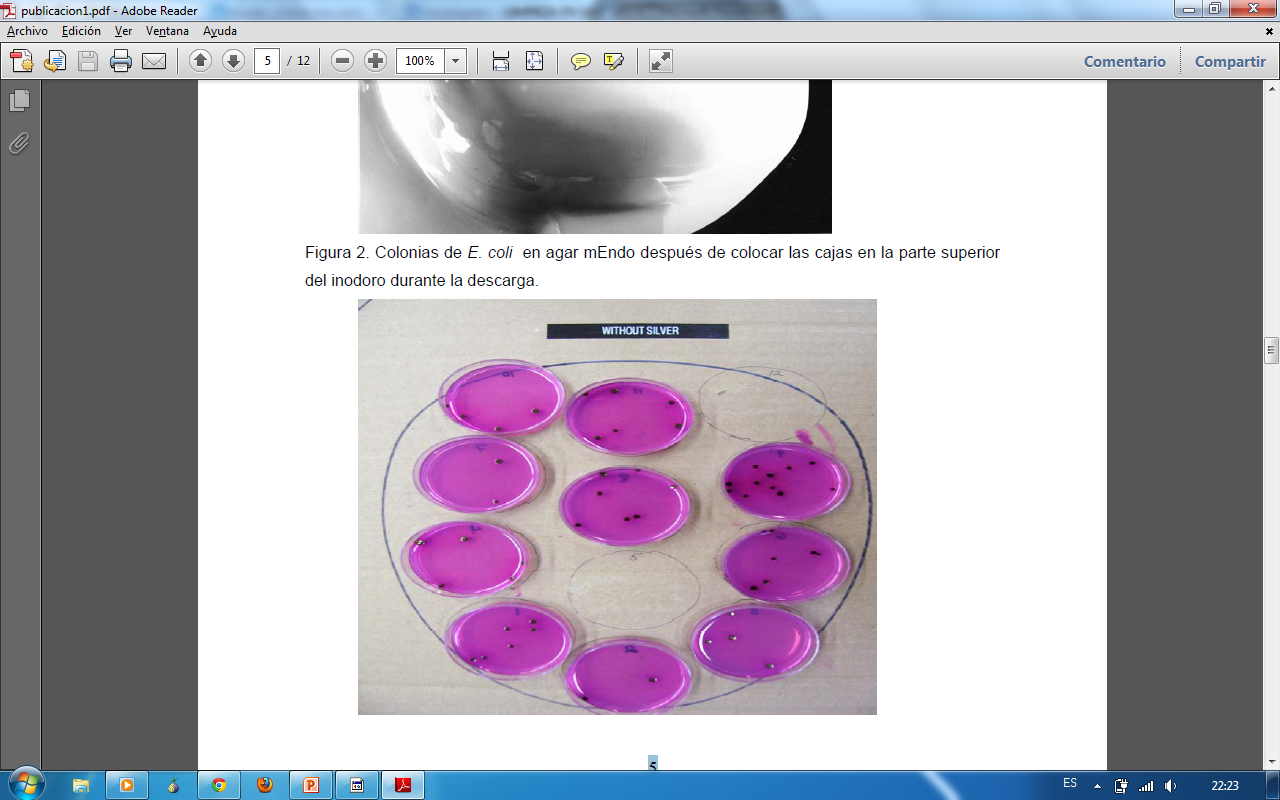 publicacion1.pdf - Adobe Reader
Archivo Edición Ver Ventana Ayuda
5 / 12 100% Comentario Compartir
Figura 2. Colonias de E. coli en agar mEndo después de colocar las cajas en la parte superior
del inodoro durante la descarga.
WITHOUT SILVER
12
5
5
ES 22:23